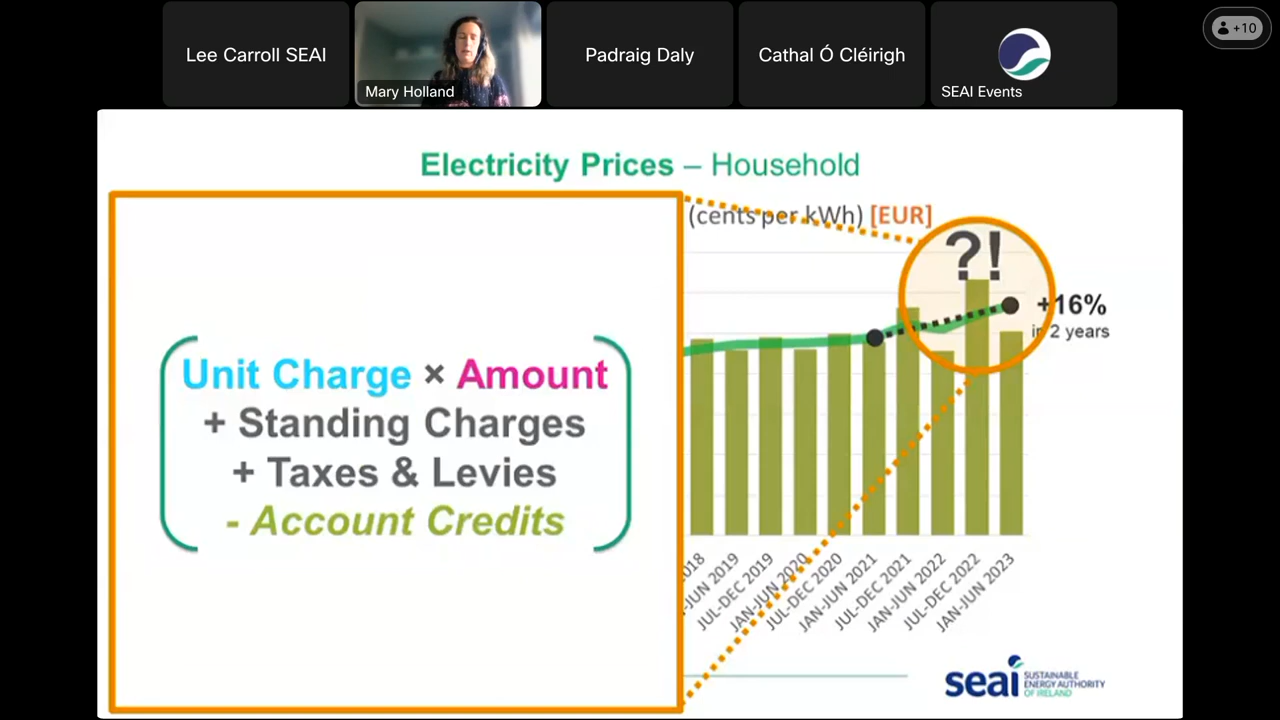 Lee Carroll SEAI
Mary Holland
Padraig Daly
Cathal Ó Cléirigh
SEAI Events
+10
Electricity Prices – Household
(cents per kWh) [EUR]
?!
+16%
in 2 years
Unit Charge × Amount
+ Standing Charges
+ Taxes & Levies
- Account Credits
018
-JUN 2019
JUL-DEC 2019
JAN-JUN 2020
JUL-DEC 2020
JAN-JUN 2021
JUL-DEC 2021
JAN-JUN 2022
JUL-DEC 2022
JAN-JUN 2023
seai SUSTAINABLE
ENERGY AUTHORITY
OF IRELAND